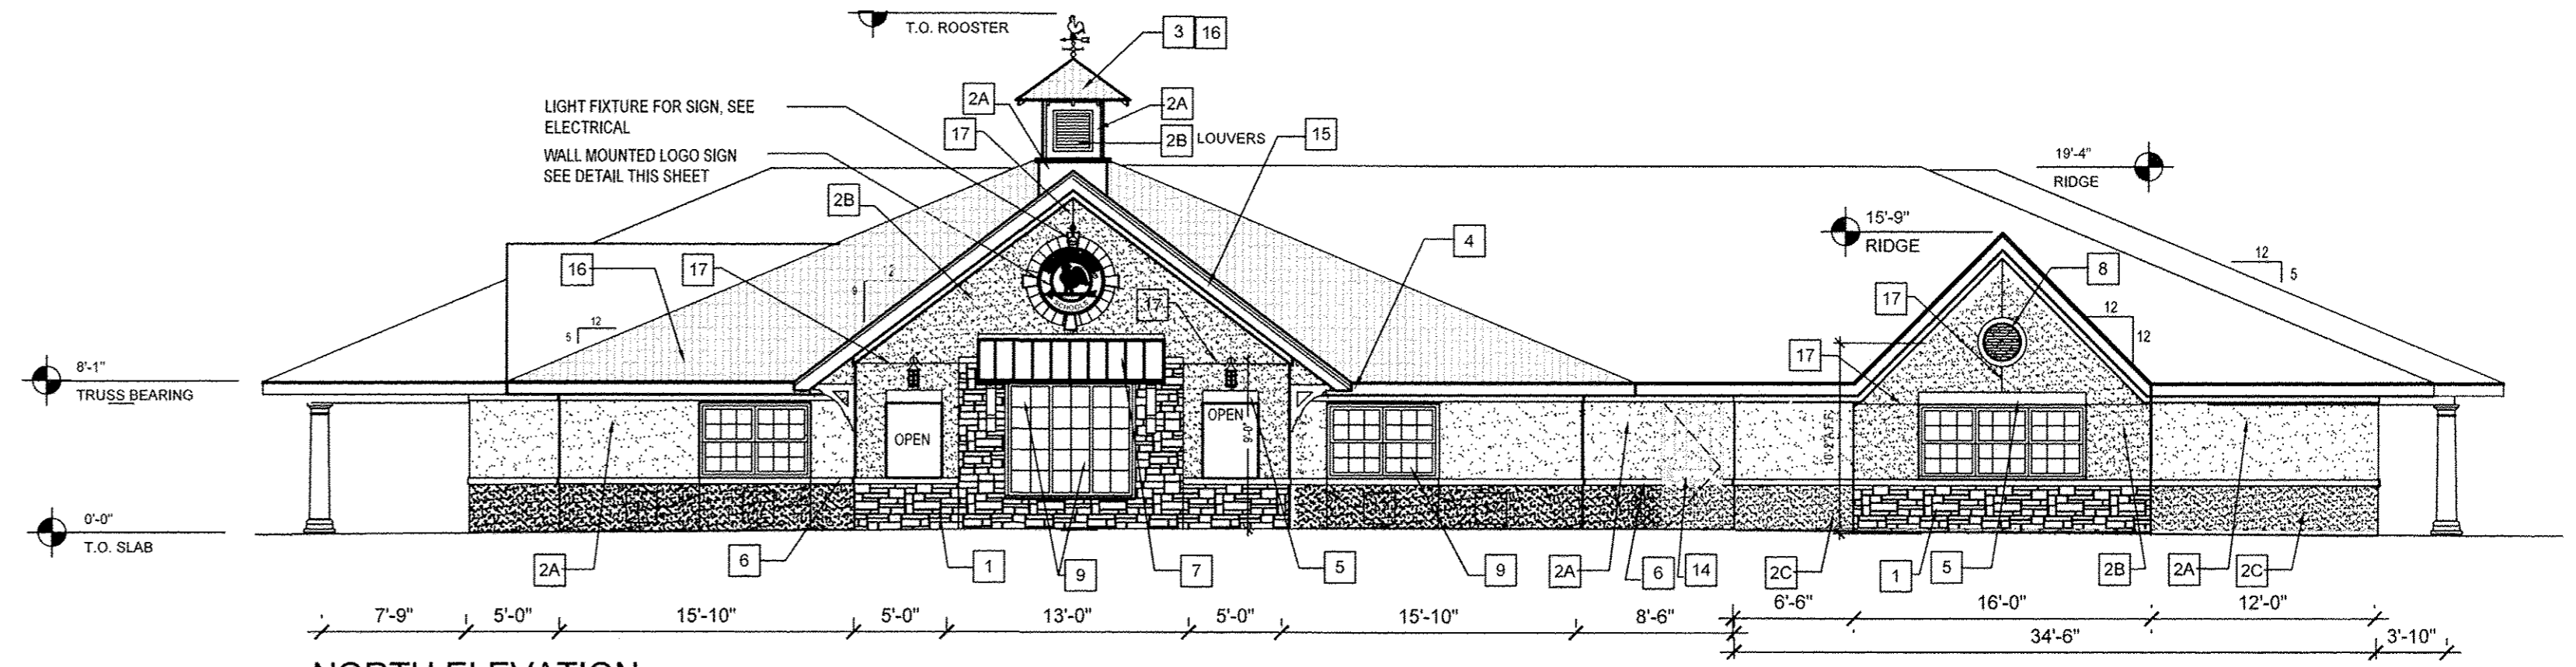 T.O. ROOSTER
3 16
LIGHT FIXTURE FOR SIGN, SEE
ELECTRICAL
WALL MOUNTED LOGO SIGN
SEE DETAIL THIS SHEET
2A
2A
17
2B LOUVERS
15
19'-4"
RIDGE
2B
15'-9"
RIDGE
4
16
17
12
5
8
17
17
SCHOOLS
12
12
9
12
5
17
8'-1"
TRUSS BEARING
OPEN
OPEN
9'-0"
10'-2" A.F.F.
0'-0"
T.O. SLAB
2A
6
1
9
7
5
9
2A
6
14
2C
1
5
2B
2A
2C
7'-9"
5'-0"
15'-10"
5'-0"
13'-0"
5'-0"
15'-10"
8'-6"
6'-6"
16'-0"
12'-0"
34'-6"
3'-10"
NORTH ELEVATION